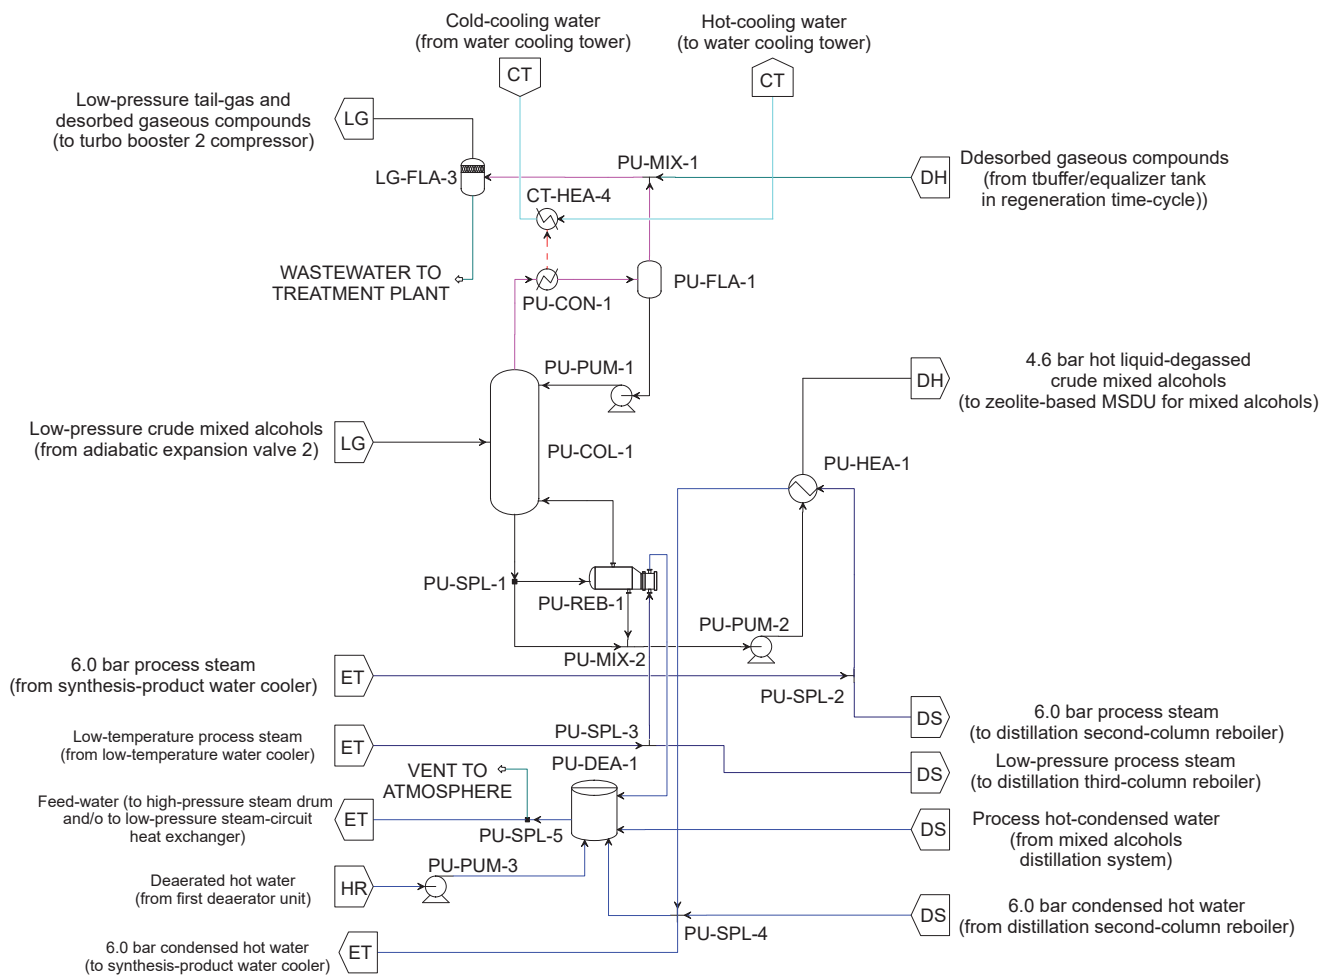 Cold-cooling water
(from water cooling tower)
Hot-cooling water
(to water cooling tower)
CT
CT
Low-pressure tail-gas and
desorbed gaseous compounds
(to turbo booster 2 compressor)
LG
LG-FLA-3
PU-MIX-1
DH
Ddesorbed gaseous compounds
(from tbuffer/equalizer tank
in regeneration time-cycle))
CT-HEA-4
WASTEWATER TO
TREATMENT PLANT
PU-CON-1
PU-FLA-1
PU-PUM-1
DH
4.6 bar hot liquid-degassed
crude mixed alcohols
(to zeolite-based MSDU for mixed alcohols)
Low-pressure crude mixed alcohols
(from adiabatic expansion valve 2)
LG
PU-COL-1
PU-HEA-1
PU-SPL-1
PU-REB-1
PU-PUM-2
PU-MIX-2
6.0 bar process steam
(from synthesis-product water cooler)
ET
PU-SPL-2
DS
6.0 bar process steam
(to distillation second-column reboiler)
Low-temperature process steam
(from low-temperature water cooler)
ET
PU-SPL-3
DS
Low-pressure process steam
(to distillation third-column reboiler)
VENT TO
ATMOSPHERE
PU-DEA-1
Feed-water (to high-pressure steam drum
and/o to low-pressure steam-circuit
heat exchanger)
ET
PU-SPL-5
DS
Process hot-condensed water
(from mixed alcohols
distillation system)
PU-PUM-3
Deaerated hot water
(from first deaerator unit)
HR
DS
6.0 bar condensed hot water
(from distillation second-column reboiler)
PU-SPL-4
6.0 bar condensed hot water
(to synthesis-product water cooler)
ET